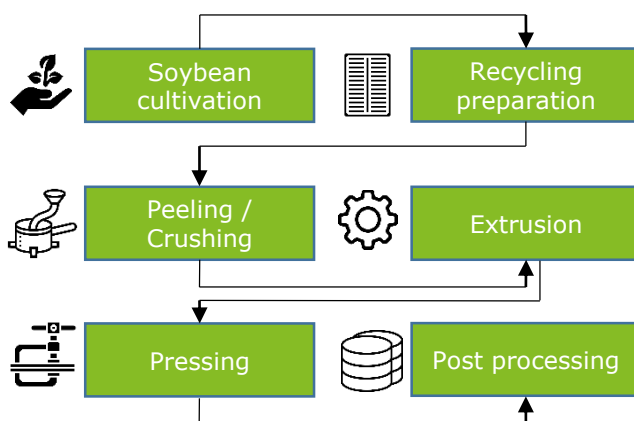 Soybean
cultivation
Recycling
preparation
Peeling /
Crushing
Extrusion
Pressing
Post processing